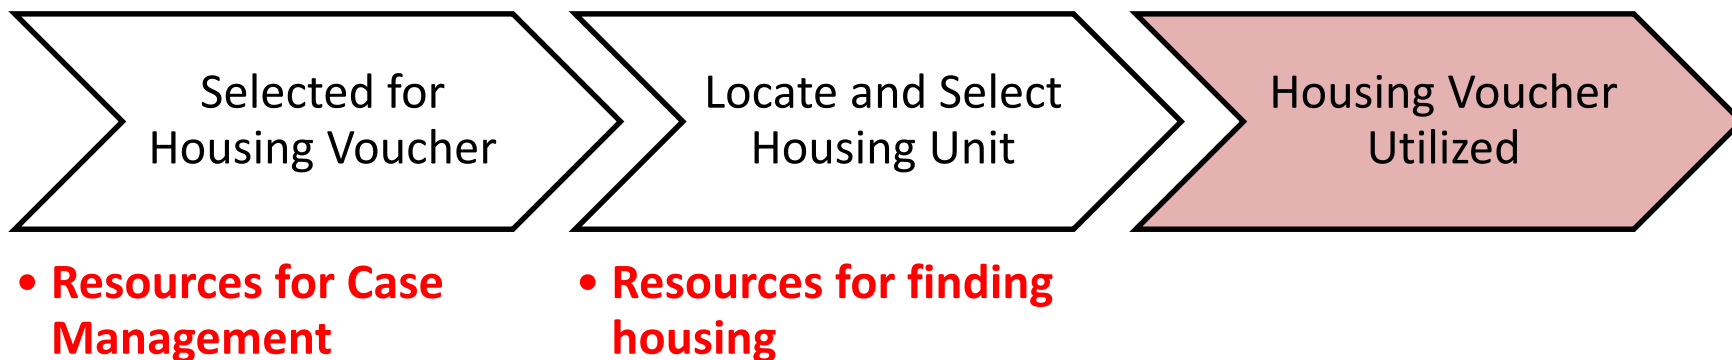 Selected for
Housing Voucher
Locate and Select
Housing Unit
Housing Voucher
Utilized
• Resources for Case
Management
• Resources for finding
housing